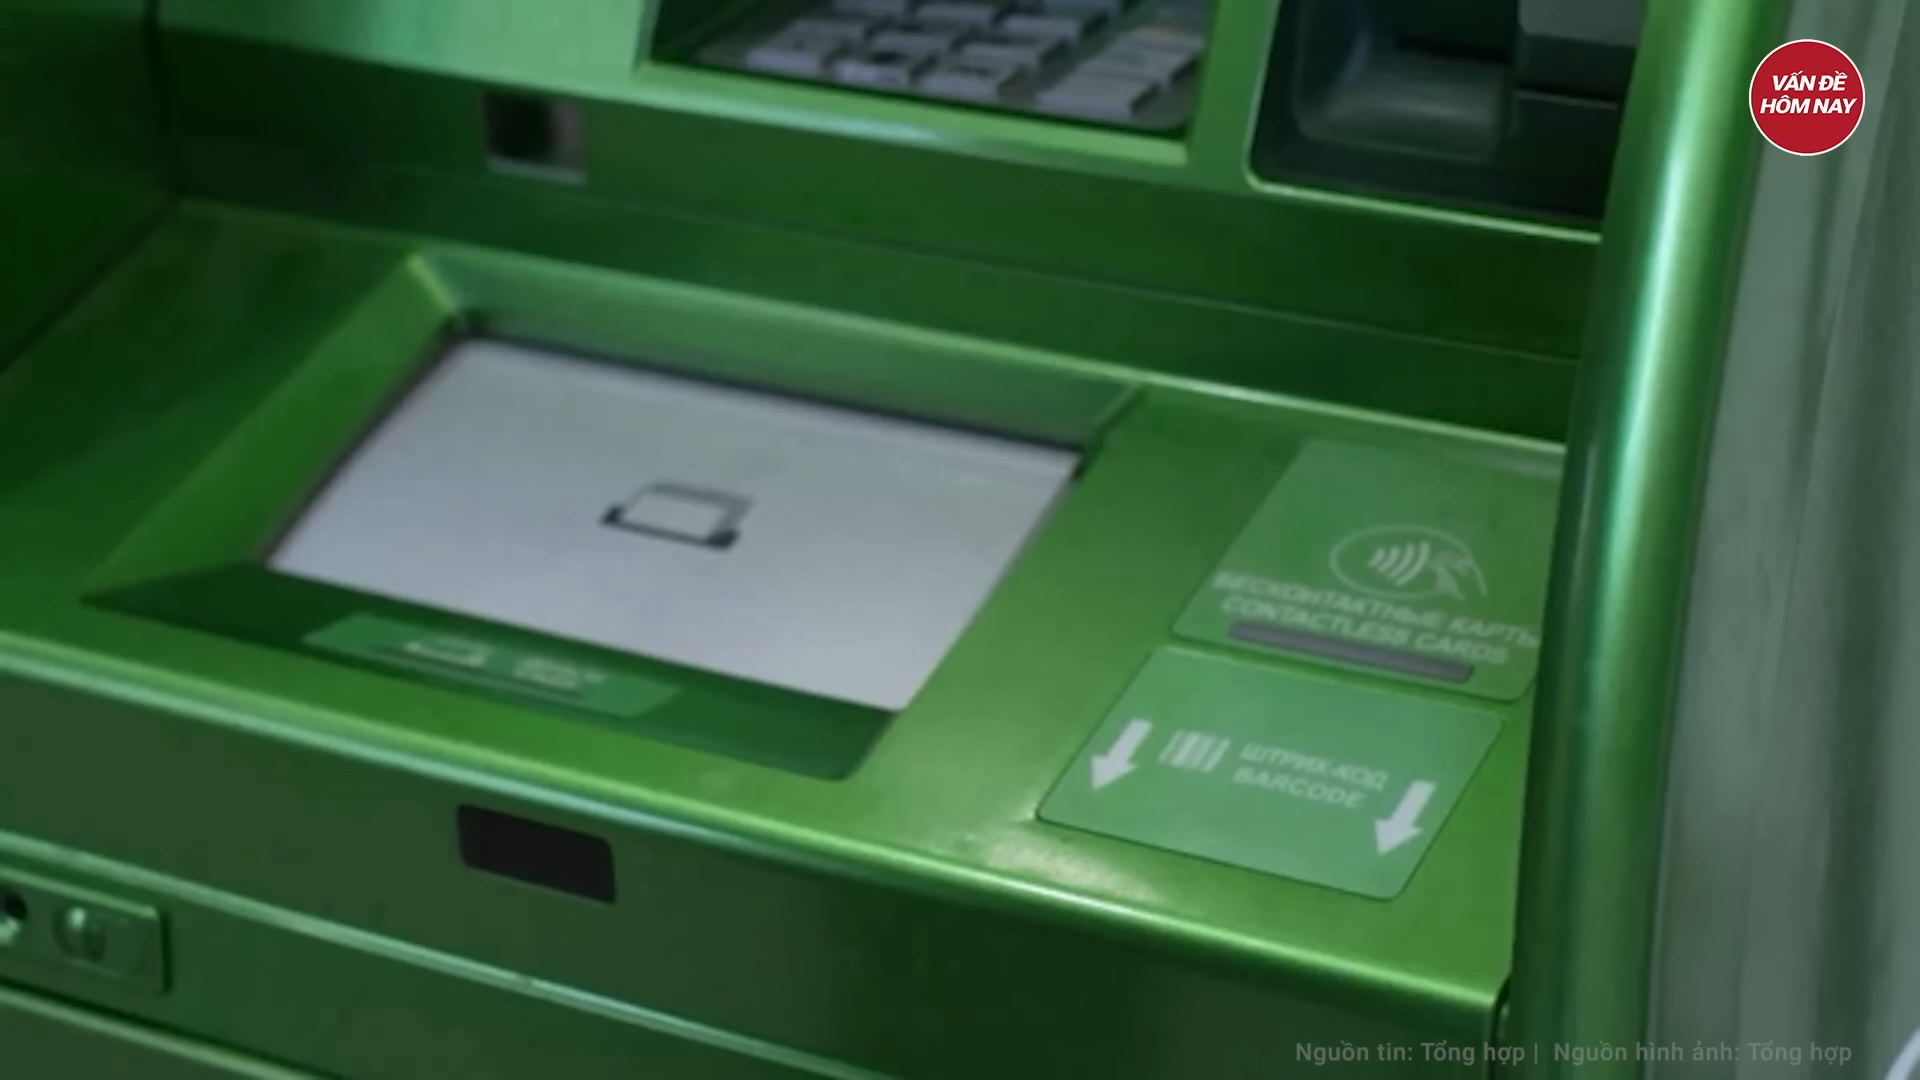 VẤN ĐỀ
HÔM NAY
БЕСКОНТАКТНЫЕ КАРТЫ
CONTACTLESS CARDS
ШТРИХ-КОД
BARCODE
Nguồn tin: Tổng hợp | Nguồn hình ảnh: Tổng hợp